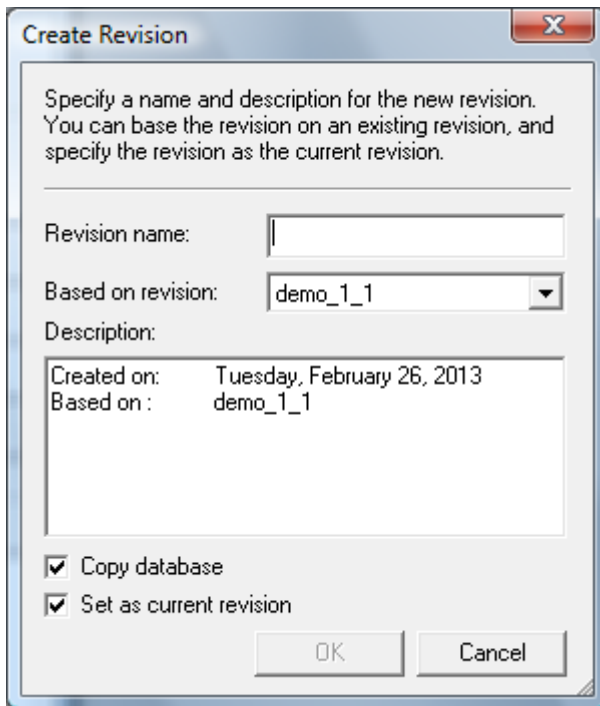 Create Revision
Specify a name and description for the new revision.
You can base the revision on an existing revision, and
specify the revision as the current revision.
Revision name:
Based on revision: demo_1_1
Description:
Created on: Tuesday, February 26, 2013
Based on : demo_1_1
Copy database
Set as current revision
OK Cancel